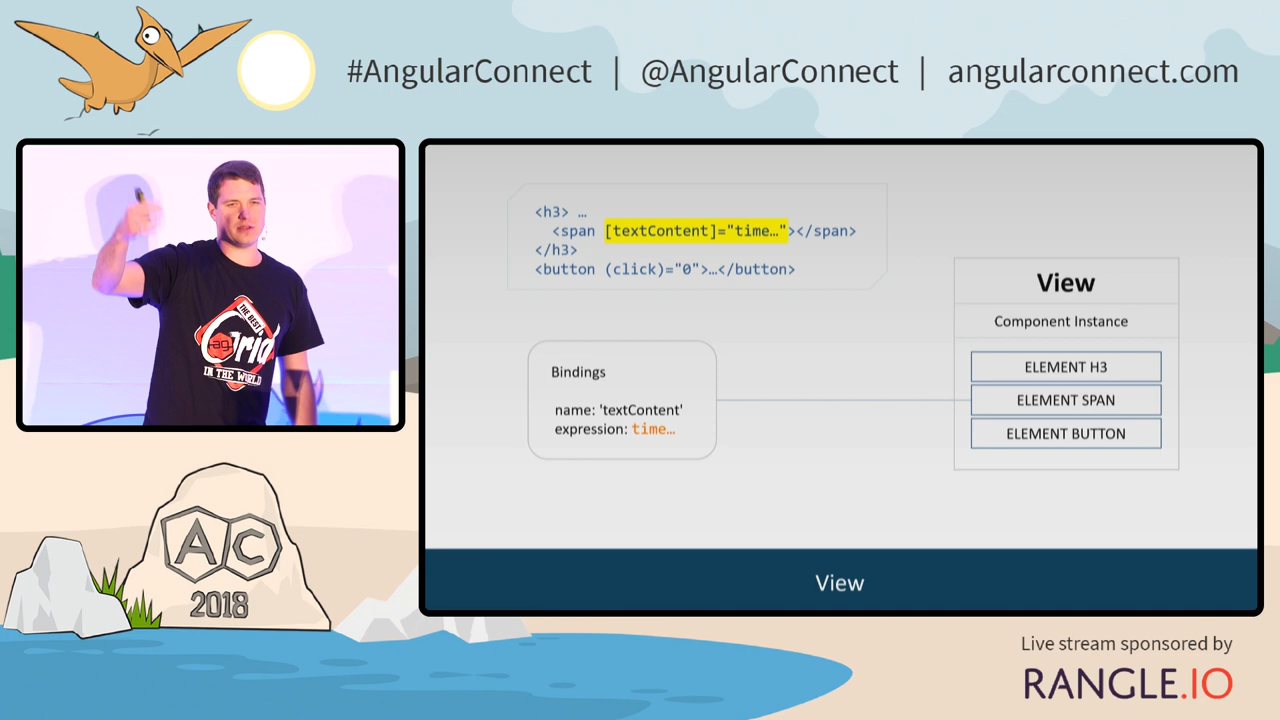 #AngularConnect | @AngularConnect | angularconnect.com
THE BEST
ag
Grid
IN THE WORLD
<h3> …
<span [textContent]="time…"></span>
</h3>
<button (click)="0">…</button>
View
Component Instance
ELEMENT H3
ELEMENT SPAN
ELEMENT BUTTON
Bindings
name: 'textContent'
expression: time…
View
AC
2018
Live stream sponsored by
RANGLE.IO